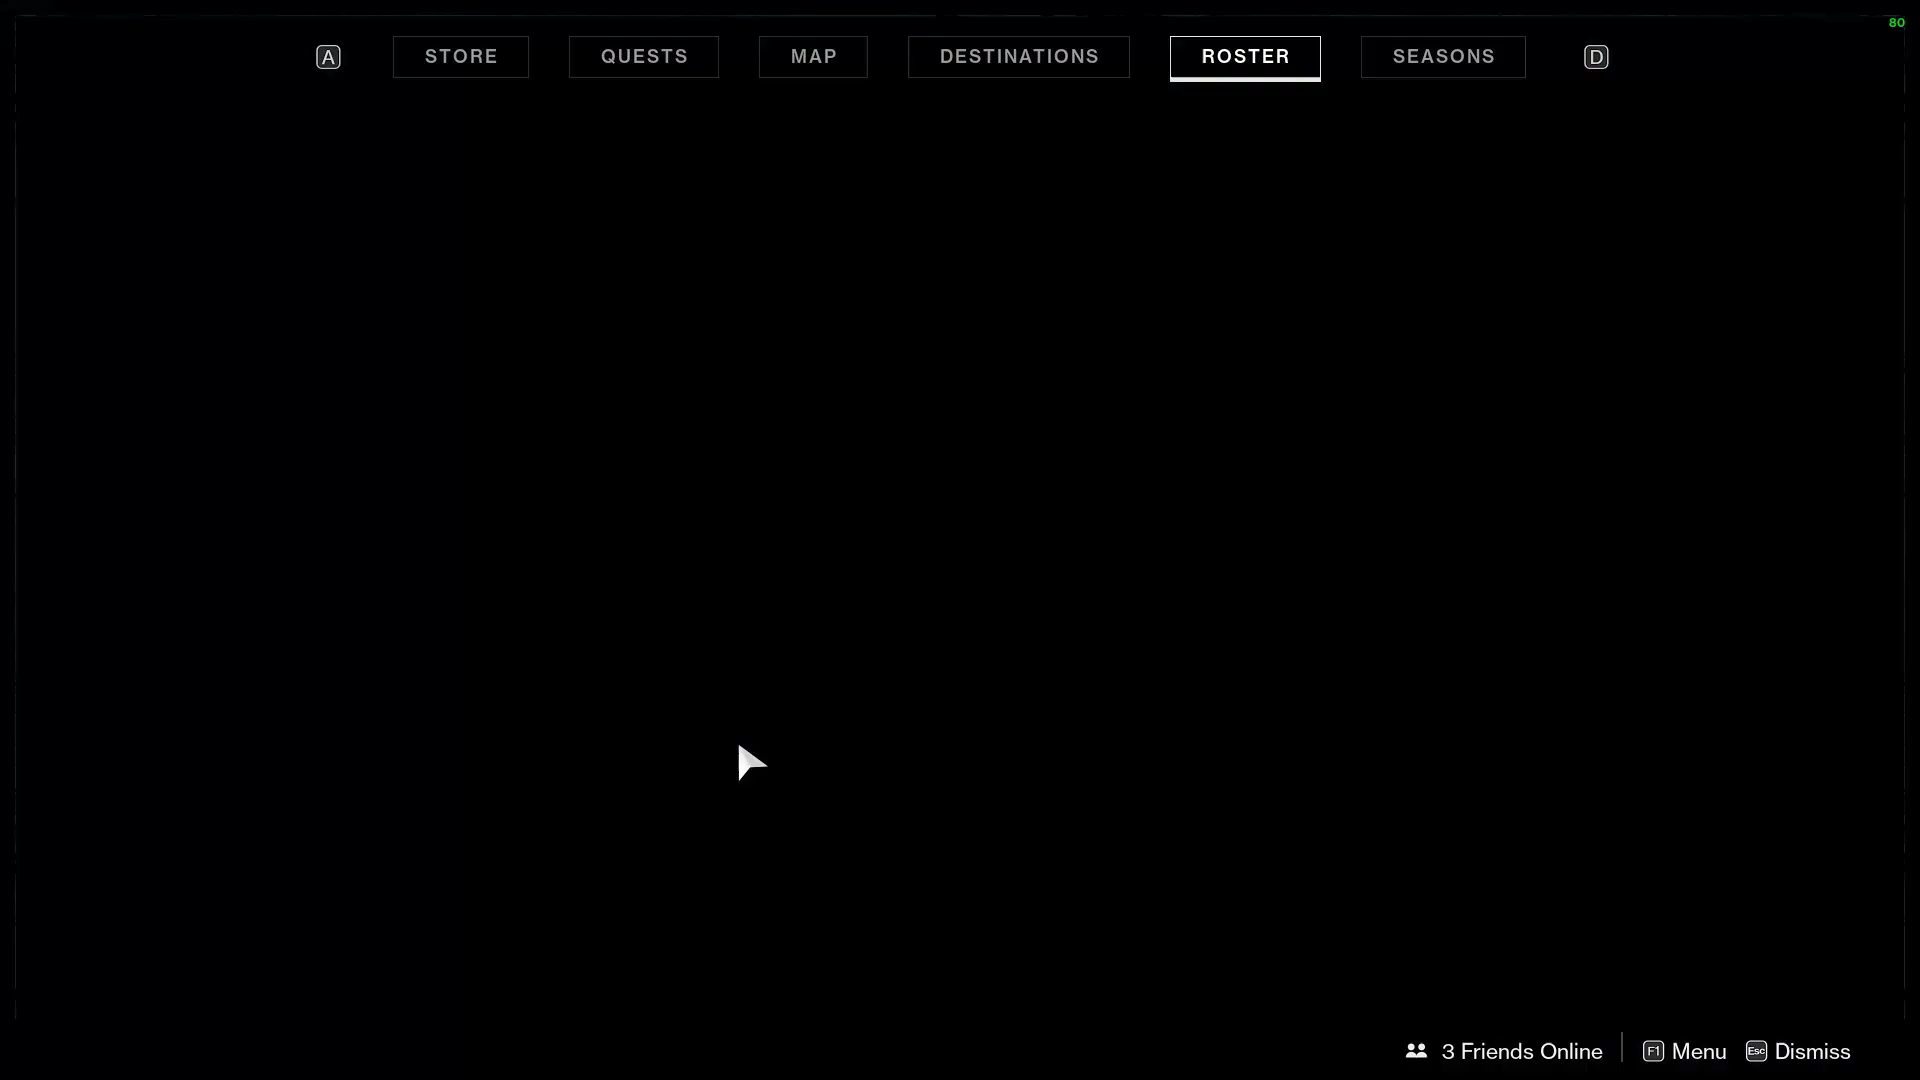 80
A STORE QUESTS MAP DESTINATIONS ROSTER SEASONS D
3 Friends Online F1 Menu Esc Dismiss